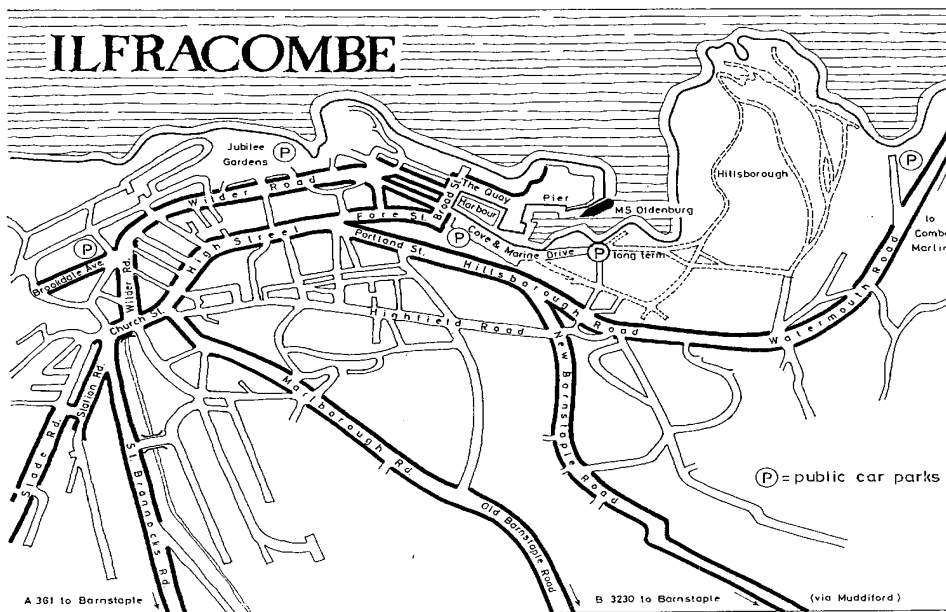 ILFRACOMBE
Jubilee
Gardens
P
P
Wilder Road
The Quay
Pier
Harbour
MS Oldenburg
Hillsborough
Broad St.
Fore St.
High Street
Portland St.
P
Cove & Marine Drive
P
long term
to
Combe
Martin
P
Brookdale Ave.
Wilder Rd.
Church St.
Hillsborough Road
Highfield Road
Watermouth Road
New Barnstaple Road
Marlborough Rd
Station Rd.
Slade Rd.
St. Brannocks Rd.
Old Barnstaple Road
P = public car parks
A 361 to Barnstaple
B 3230 to Barnstaple
(via Muddiford)